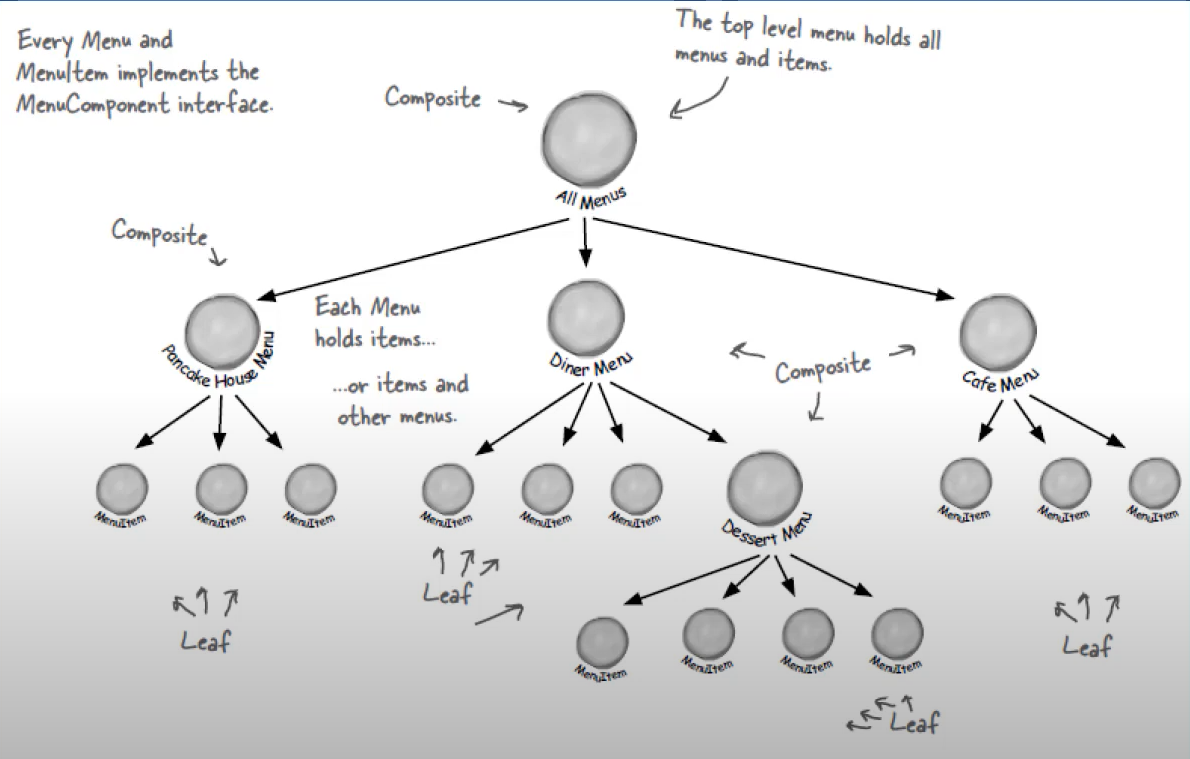 Every Menu and
MenuItem implements the
MenuComponent interface.
The top level menu holds all
menus and items.
Composite
All Menus
Composite
Each Menu
holds items...
...or items and
other menus.
Pancake House Menu
Diner Menu
Composite
Cafe Menu
MenuItem
MenuItem
MenuItem
MenuItem
MenuItem
MenuItem
Dessert Menu
MenuItem
MenuItem
MenuItem
Leaf
Leaf
Leaf
MenuItem
MenuItem
MenuItem
MenuItem
Leaf